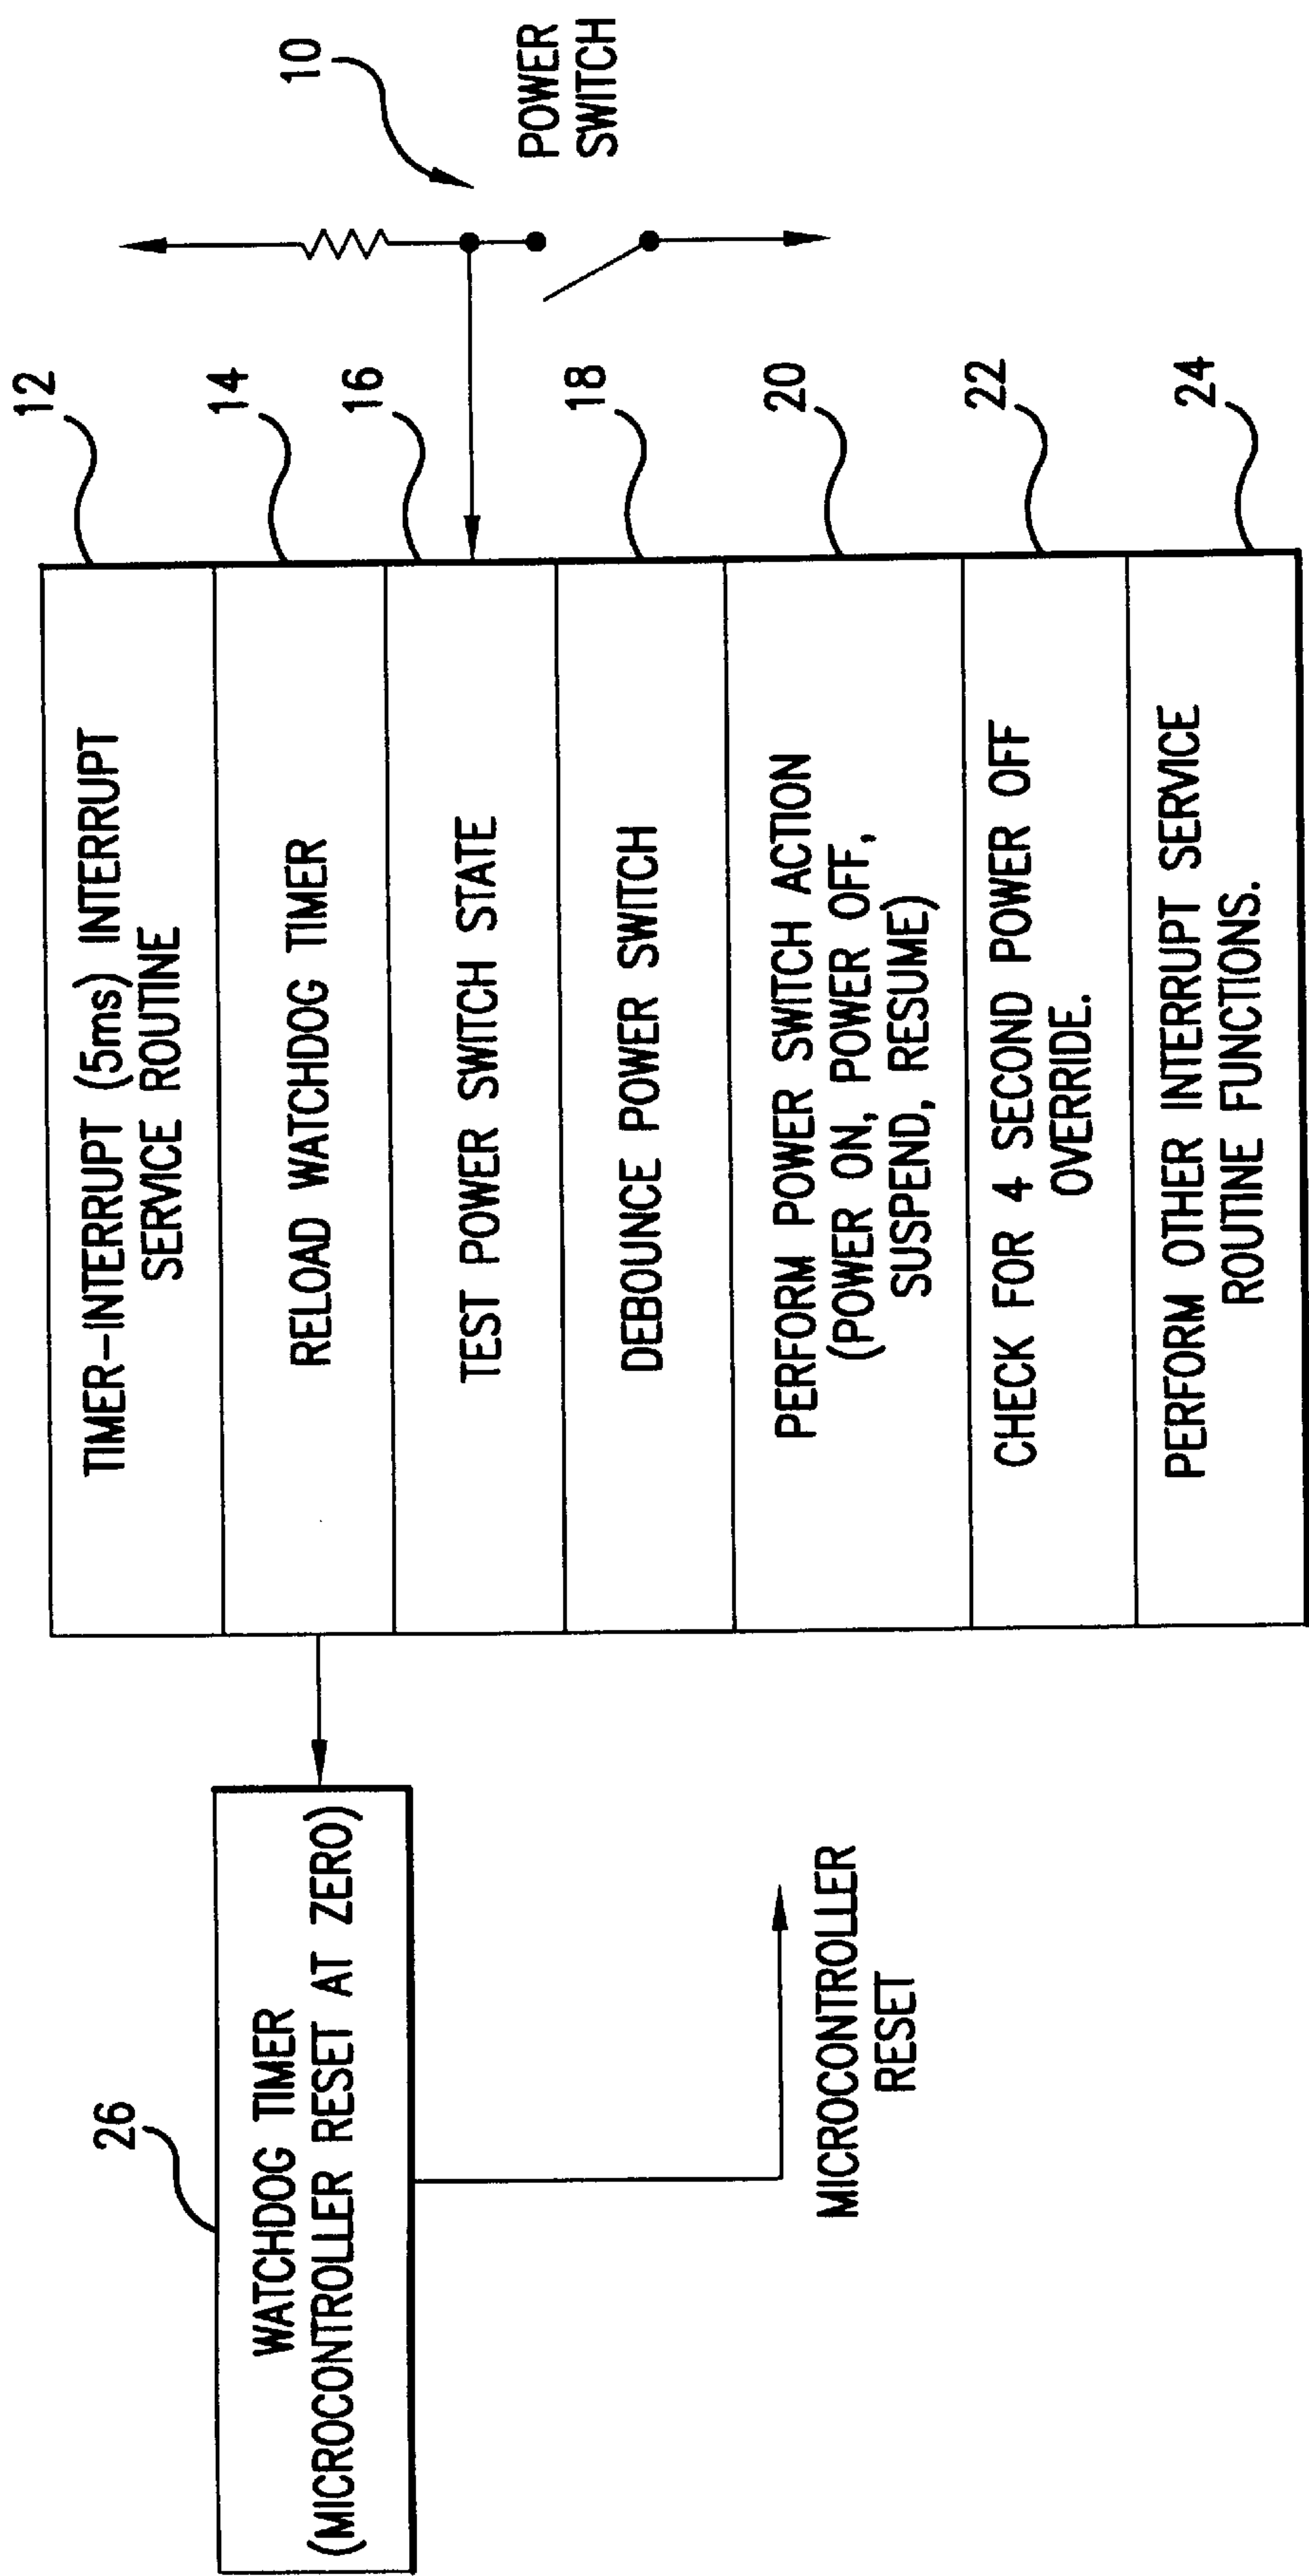 26
WATCHDOG TIMER
(MICROCONTROLLER RESET AT ZERO)
MICROCONTROLLER
RESET
TIMER–INTERRUPT (5ms) INTERRUPT
SERVICE ROUTINE
RELOAD WATCHDOG TIMER
TEST POWER SWITCH STATE
DEBOUNCE POWER SWITCH
PERFORM POWER SWITCH ACTION
(POWER ON, POWER OFF,
SUSPEND, RESUME)
CHECK FOR 4 SECOND POWER OFF
OVERRIDE.
PERFORM OTHER INTERRUPT SERVICE
ROUTINE FUNCTIONS.
12
14
16
18
20
22
24
10
POWER
SWITCH